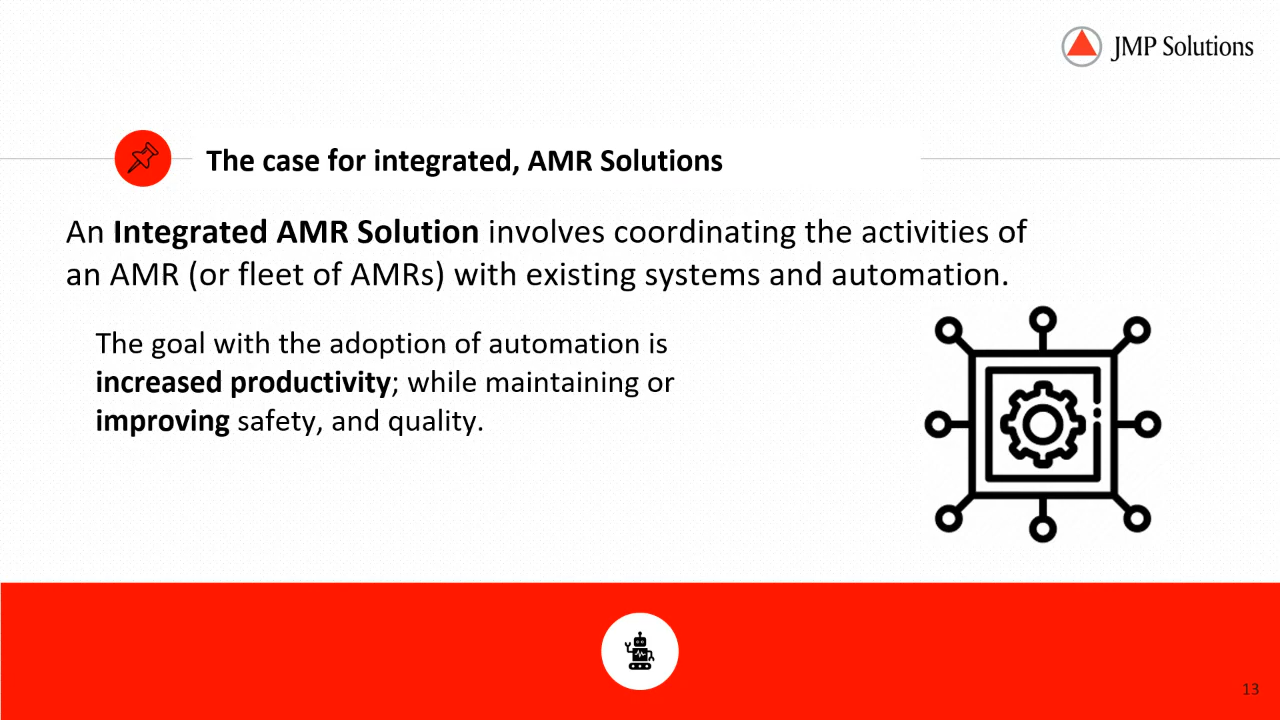 JMP Solutions
The case for integrated, AMR Solutions
An Integrated AMR Solution involves coordinating the activities of
an AMR (or fleet of AMRs) with existing systems and automation.
The goal with the adoption of automation is
increased productivity; while maintaining or
improving safety, and quality.
13